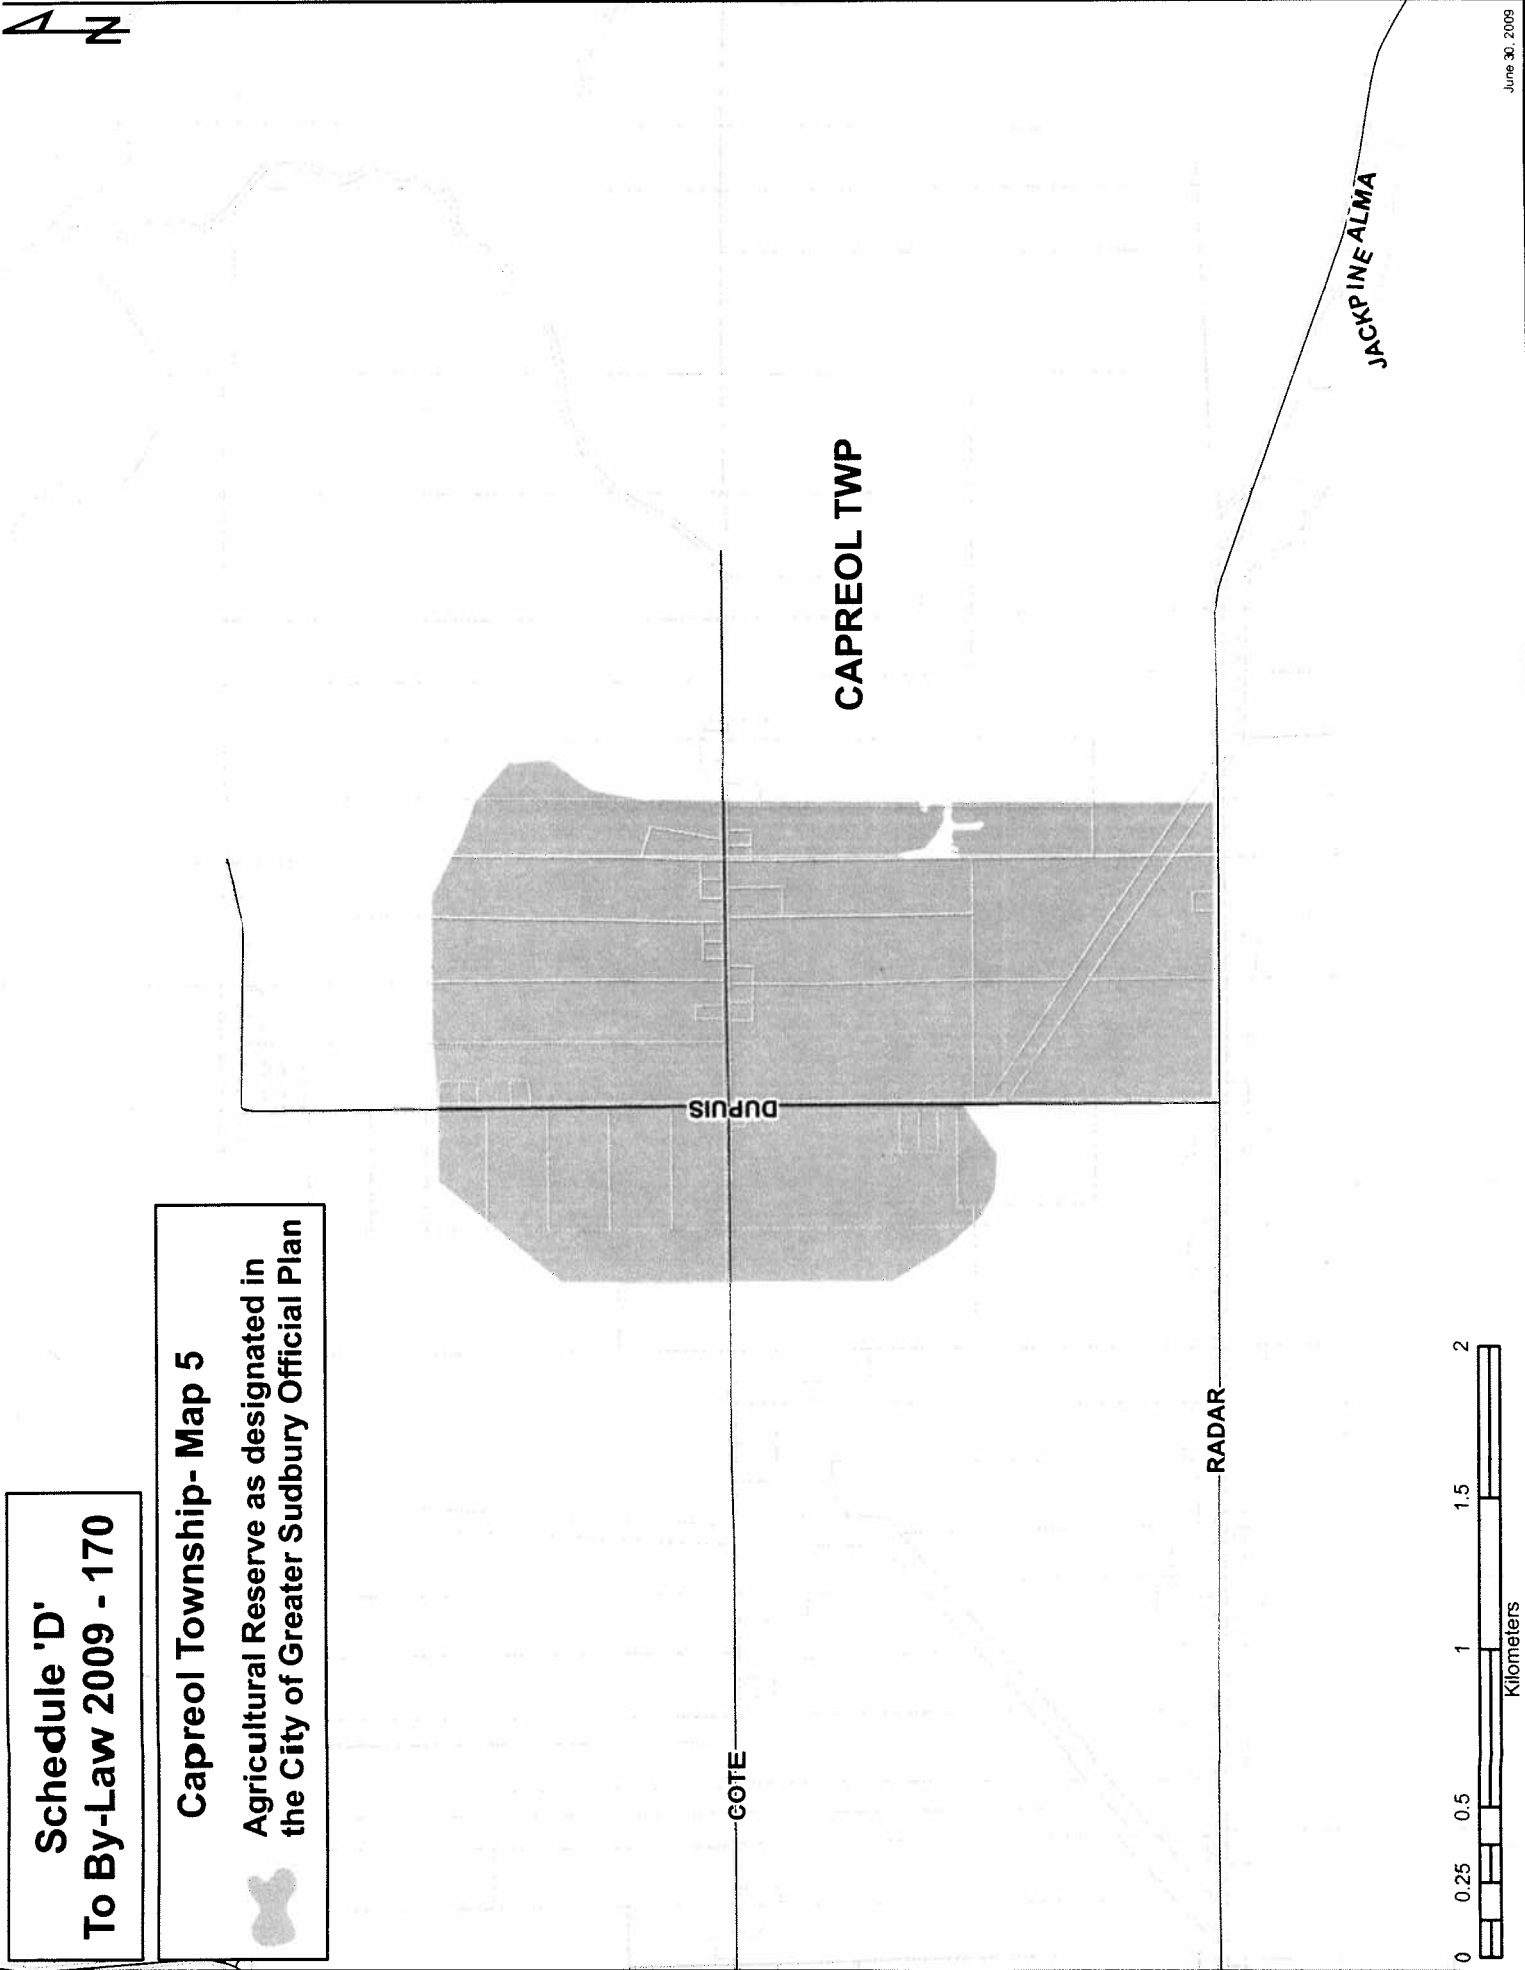 Schedule 'D'
To By-Law 2009 - 170
Capreol Township- Map 5
Agricultural Reserve as designated in
the City of Greater Sudbury Official Plan
N
DUPUIS
CAPREOL TWP
COTE
RADAR
JACKPINE ALMA
0 0.25 0.5 1 1.5 2
Kilometers
June 30, 2009